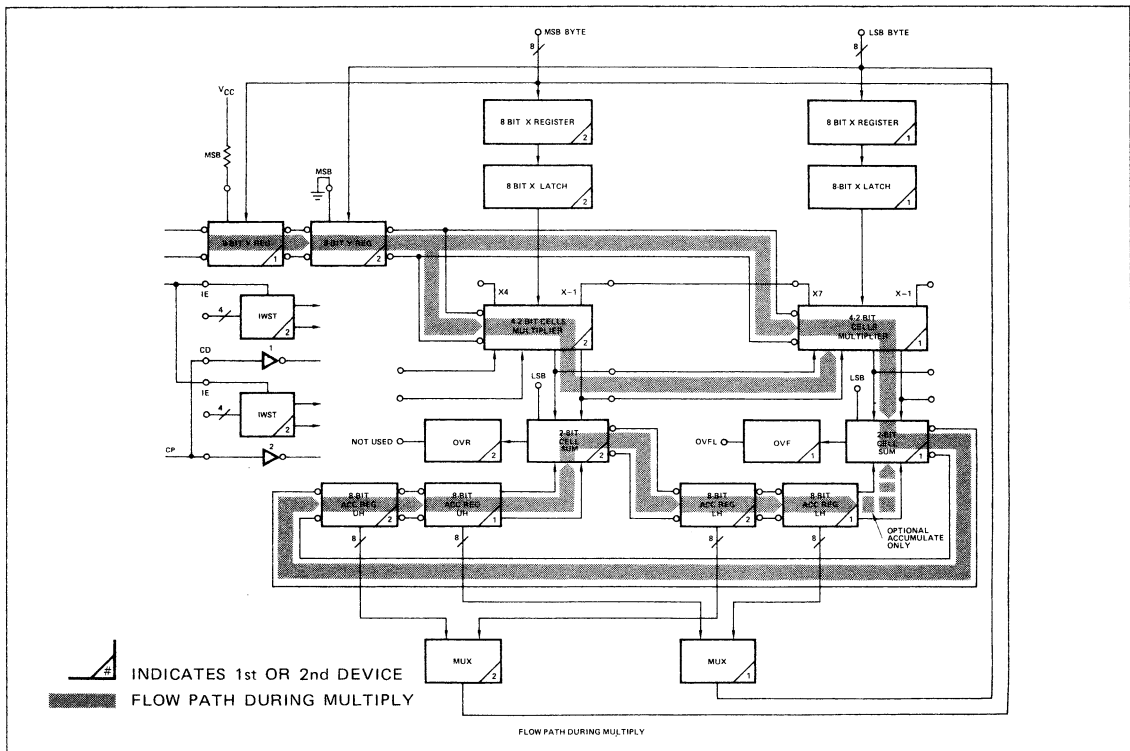 MSB BYTE
LSB BYTE
8
8
VCC
MSB
MSB
8 BIT X REGISTER
2
8 BIT X REGISTER
1
8 BIT X LATCH
2
8-BIT X LATCH
1
8-BIT Y REG
1
8-BIT Y REG
2
X4
X-1
X7
X-1
4-2 BIT CELLS
MULTIPLIER
2
4-2 BIT
CELLS
MULTIPLIER
1
IE
4
IWST
2
CD
1
IE
4
IWST
2
CP
2
LSB
LSB
NOT USED
OVR
2
2-BIT
CELL
SUM
2
OVFL
OVF
1
2-BIT
CELL
SUM
1
8-BIT
ACC REG
UH
2
8-BIT
ACC REG
UH
1
8-BIT
ACC REG
LH
2
8-BIT
ACC REG
LH
1
OPTIONAL
ACCUMULATE
ONLY
8
8
8
8
MUX
2
MUX
1
# INDICATES 1st OR 2nd DEVICE
FLOW PATH DURING MULTIPLY
FLOW PATH DURING MULTIPLY